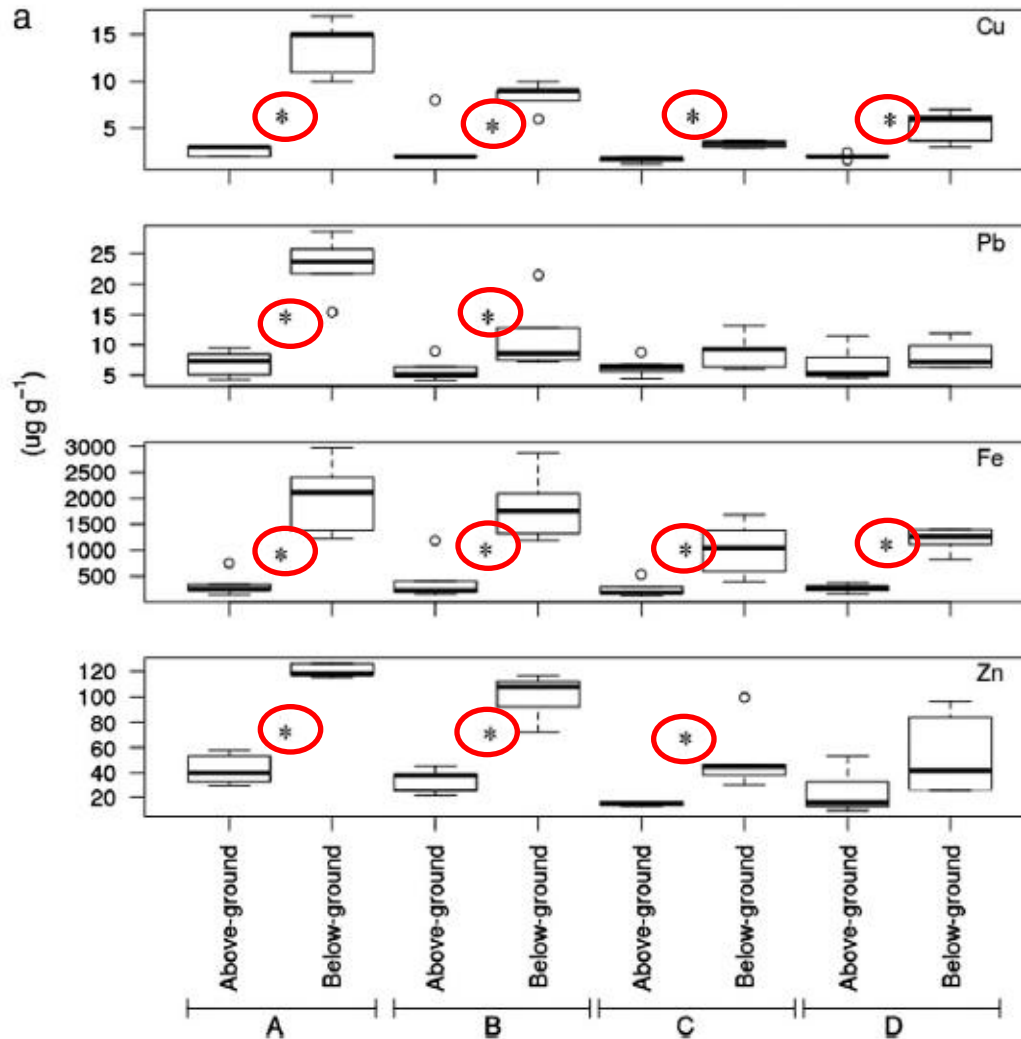 a
Cu
15
10
5
* * * *
Pb
25
20
15
10
5
* *
(ug g⁻¹)
Fe
3000
2500
2000
1500
1000
500
* * * *
Zn
120
100
80
60
40
20
* * *
Above-ground
Below-ground
Above-ground
Below-ground
Above-ground
Below-ground
Above-ground
Below-ground
A B C D